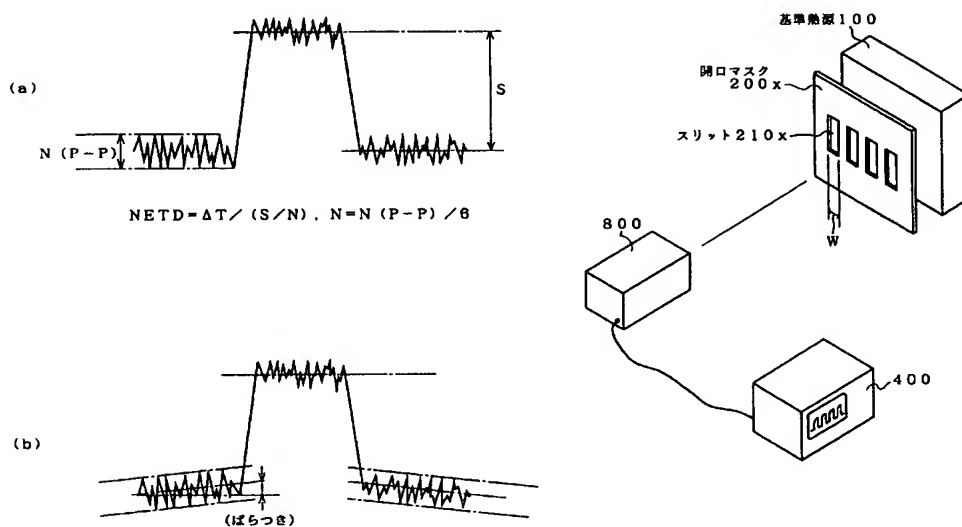 (a)
S
N (P-P)
NETD=ΔT/(S/N), N=N(P-P)/6
(b)
(ばらつき)
基準熱源100
開口マスク
200x
スリット210x
W
800
400